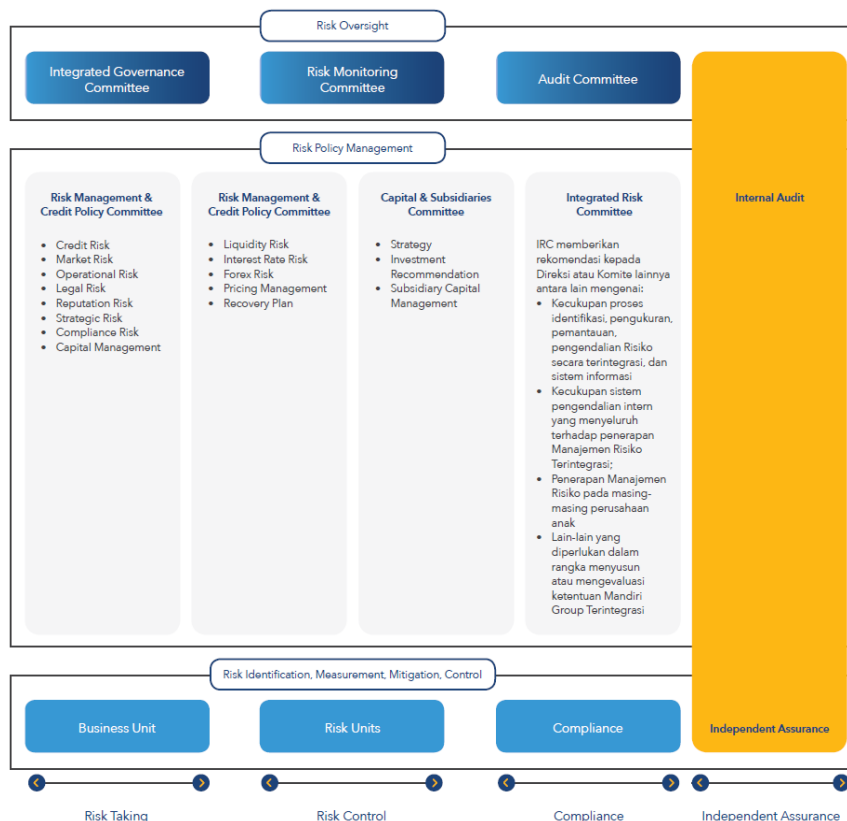 Risk Oversight
Integrated Governance
Committee
Risk Monitoring
Committee
Audit Committee
Risk Policy Management
Risk Management &
Credit Policy Committee
• Credit Risk
• Market Risk
• Operational Risk
• Legal Risk
• Reputation Risk
• Strategic Risk
• Compliance Risk
• Capital Management
Risk Management &
Credit Policy Committee
• Liquidity Risk
• Interest Rate Risk
• Forex Risk
• Pricing Management
• Recovery Plan
Capital & Subsidiaries
Committee
• Strategy
• Investment
Recommendation
• Subsidiary Capital
Management
Integrated Risk
Committee
IRC memberikan
rekomendasi kepada
Direksi atau Komite lainnya
antara lain mengenai:
• Kecukupan proses
identifikasi, pengukuran,
pemantauan,
pengendalian Risiko
secara terintegrasi, dan
sistem informasi
• Kecukupan sistem
pengendalian intern
yang menyeluruh
terhadap penerapan
Manajemen Risiko
Terintegrasi;
• Penerapan Manajemen
Risiko pada masing-
masing perusahaan
anak
• Lain-lain yang
diperlukan dalam
rangka menyusun
atau mengevaluasi
ketentuan Mandiri
Group Terintegrasi
Internal Audit
Risk Identification, Measurement, Mitigation, Control
Business Unit
Risk Units
Compliance
Independent Assurance
Risk Taking
Risk Control
Compliance
Independent Assurance